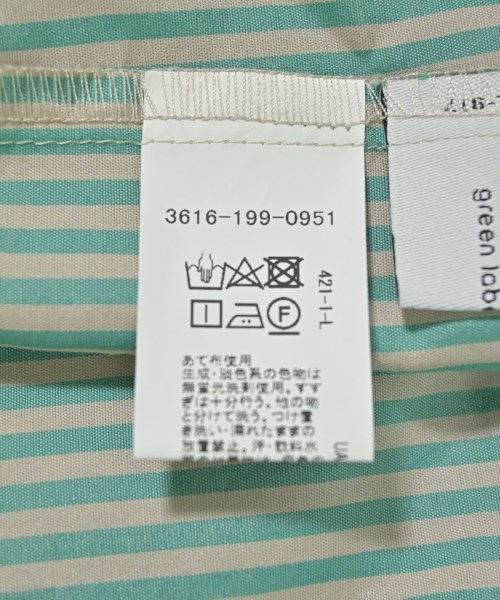 3616-199-0951
421-1-L
あて布使用
生成・淡色系の色物は
無蛍光洗剤使用。すす
ぎは十分行う。他の物
と分けて洗う。つけ置
き洗い・濡れたままの
放置禁止。汗・飲料水
UA
green labe